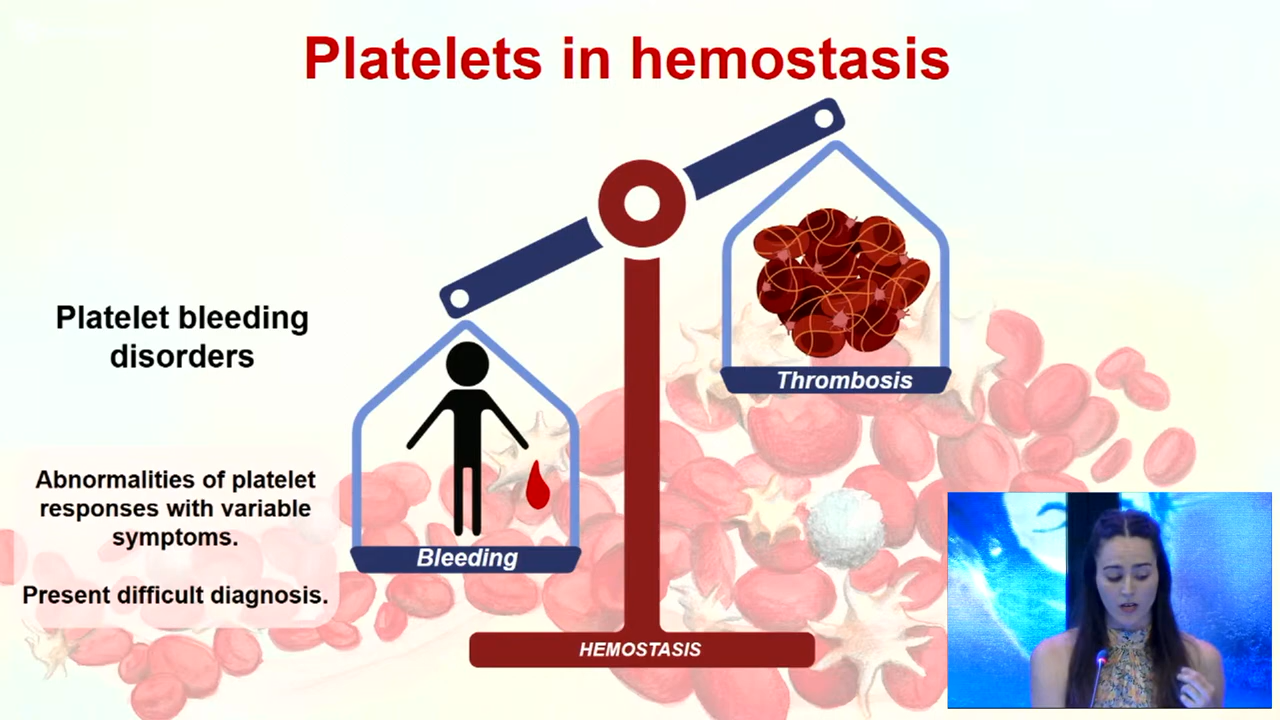 Platelets in hemostasis
Platelet bleeding
disorders
Abnormalities of platelet
responses with variable
symptoms.
Present difficult diagnosis.
Thrombosis
Bleeding
HEMOSTASIS